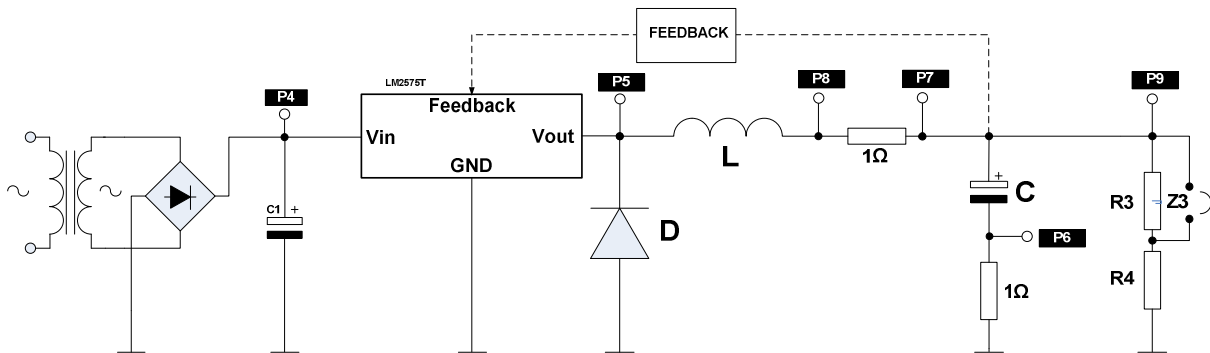 FEEDBACK
LM2575T
P4
P5
P8
P7
P9
Feedback
Vin
Vout
GND
1Ω
L
C1
+
+
C
R3
Z3
D
P6
R4
1Ω